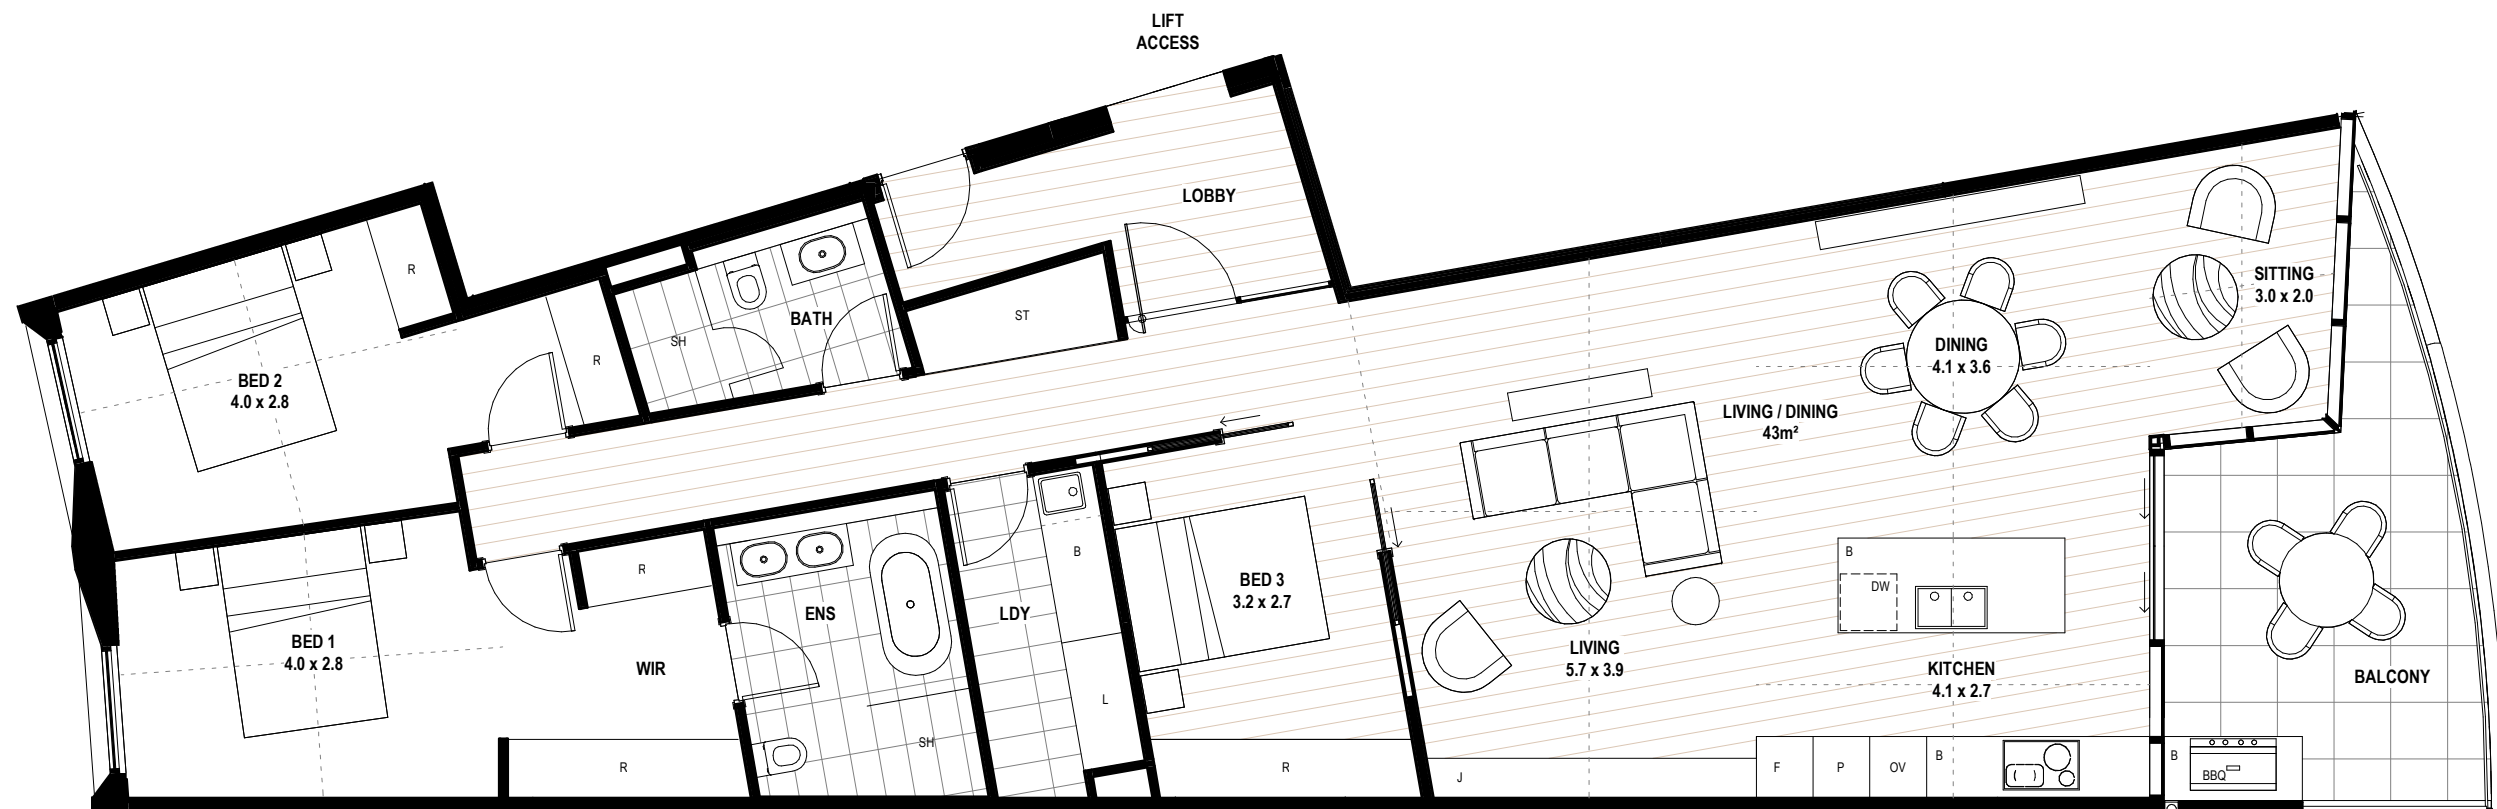 LIFT
ACCESS
LOBBY
R
BED 2
4.0 x 2.8
R
SH
BATH
ST
SITTING
3.0 x 2.0
DINING
4.1 x 3.6
LIVING / DINING
43m²
BED 1
4.0 x 2.8
R
WIR
R
ENS
SH
LDY
B
L
BED 3
3.2 x 2.7
R
LIVING
5.7 x 3.9
J
B
DW
KITCHEN
4.1 x 2.7
F
P
OV
B
BALCONY
B
BBQ